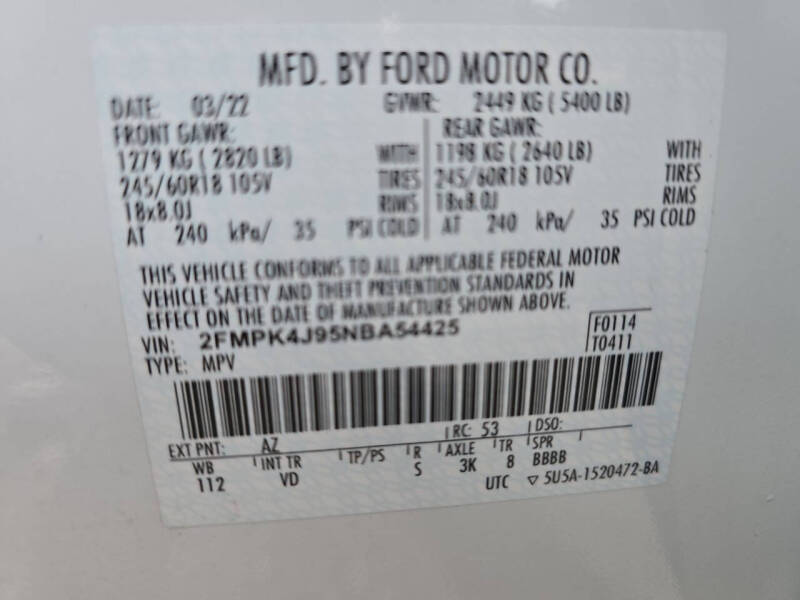 MFD. BY FORD MOTOR CO.
DATE: 03/22 GVWR: 2449 KG ( 5400 LB)
FRONT GAWR: REAR GAWR:
1279 KG ( 2820 LB) WITH 1198 KG ( 2640 LB) WITH
245/60R18 105V TIRES 245/60R18 105V TIRES
18x8.0J RIMS 18x8.0J RIMS
AT 240 kPa/ 35 PSI COLD AT 240 kPa/ 35 PSI COLD
THIS VEHICLE CONFORMS TO ALL APPLICABLE FEDERAL MOTOR
VEHICLE SAFETY AND THEFT PREVENTION STANDARDS IN
EFFECT ON THE DATE OF MANUFACTURE SHOWN ABOVE.
VIN: 2FMPK4J95NBA54425 F0114
TYPE: MPV T0411
EXT PNT: AZ RC: 53 DSO:
WB INT TR TP/PS R AXLE TR SPR
112 VD S 3K 8 BBBB
UTC ▽ 5U5A-1520472-BA